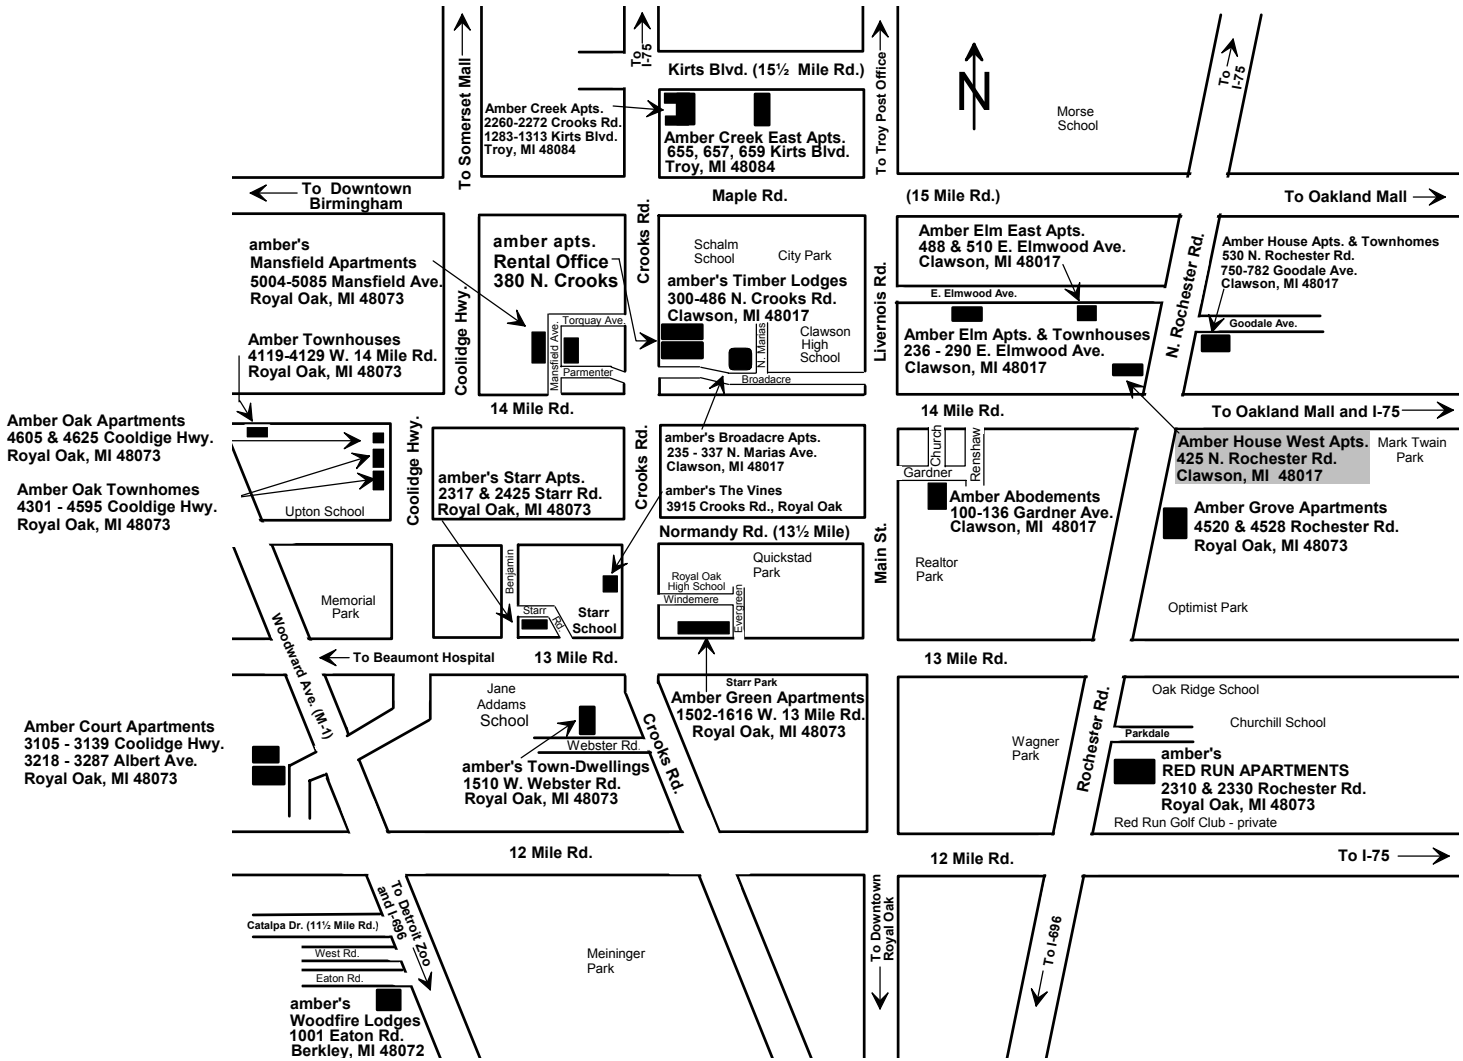 To Somerset Mall
To
I-75
Kirts Blvd. (15½ Mile Rd.)
To Troy Post Office
N
To
I-75
Morse
School
Amber Creek Apts.
2260-2272 Crooks Rd.
1283-1313 Kirts Blvd.
Troy, MI 48084
Amber Creek East Apts.
655, 657, 659 Kirts Blvd.
Troy, MI 48084
To Downtown
Birmingham
Maple Rd.
(15 Mile Rd.)
To Oakland Mall
amber's
Mansfield Apartments
5004-5085 Mansfield Ave.
Royal Oak, MI 48073
Coolidge Hwy.
amber apts.
Rental Office
380 N. Crooks
Crooks Rd.
Schalm
School
City Park
amber's Timber Lodges
300-486 N. Crooks Rd.
Clawson, MI 48017
Livernois Rd.
Amber Elm East Apts.
488 & 510 E. Elmwood Ave.
Clawson, MI 48017
E. Elmwood Ave.
N. Rochester Rd.
Amber House Apts. & Townhomes
530 N. Rochester Rd.
750-782 Goodale Ave.
Clawson, MI 48017
Goodale Ave.
Amber Townhouses
4119-4129 W. 14 Mile Rd.
Royal Oak, MI 48073
Torquay Ave.
Mansfield Ave.
Parmenter
N. Marias
Clawson
High
School
Broadacre
Amber Elm Apts. & Townhouses
236 - 290 E. Elmwood Ave.
Clawson, MI 48017
14 Mile Rd.
14 Mile Rd.
To Oakland Mall and I-75
Amber Oak Apartments
4605 & 4625 Cooldige Hwy.
Royal Oak, MI 48073
Amber Oak Townhomes
4301 - 4595 Cooldige Hwy.
Royal Oak, MI 48073
Upton School
Coolidge Hwy.
amber's Starr Apts.
2317 & 2425 Starr Rd.
Royal Oak, MI 48073
Crooks Rd.
amber's Broadacre Apts.
235 - 337 N. Marias Ave.
Clawson, MI 48017
amber's The Vines
3915 Crooks Rd., Royal Oak
Church
Renshaw
Gardner
Amber Abodements
100-136 Gardner Ave.
Clawson, MI 48017
Amber House West Apts.
425 N. Rochester Rd.
Clawson, MI 48017
Mark Twain
Park
Amber Grove Apartments
4520 & 4528 Rochester Rd.
Royal Oak, MI 48073
Normandy Rd. (13½ Mile)
Main St.
Memorial
Park
Benjamin
Starr
Rd
Starr
School
Royal Oak
High School
Windemere
Evergreen
Quickstad
Park
Realtor
Park
Optimist Park
Woodward Ave. (M-1)
To Beaumont Hospital
13 Mile Rd.
13 Mile Rd.
Amber Court Apartments
3105 - 3139 Coolidge Hwy.
3218 - 3287 Albert Ave.
Royal Oak, MI 48073
Jane
Addams
School
Webster Rd.
amber's Town-Dwellings
1510 W. Webster Rd.
Royal Oak, MI 48073
Crooks Rd.
Starr Park
Amber Green Apartments
1502-1616 W. 13 Mile Rd.
Royal Oak, MI 48073
Wagner
Park
Rochester Rd.
Oak Ridge School
Churchill School
Parkdale
amber's
RED RUN APARTMENTS
2310 & 2330 Rochester Rd.
Royal Oak, MI 48073
Red Run Golf Club - private
12 Mile Rd.
12 Mile Rd.
To I-75
To Detroit Zoo
and I-696
Catalpa Dr. (11½ Mile Rd.)
West Rd.
Eaton Rd.
amber's
Woodfire Lodges
1001 Eaton Rd.
Berkley, MI 48072
Meininger
Park
To Downtown
Royal Oak
To I-696